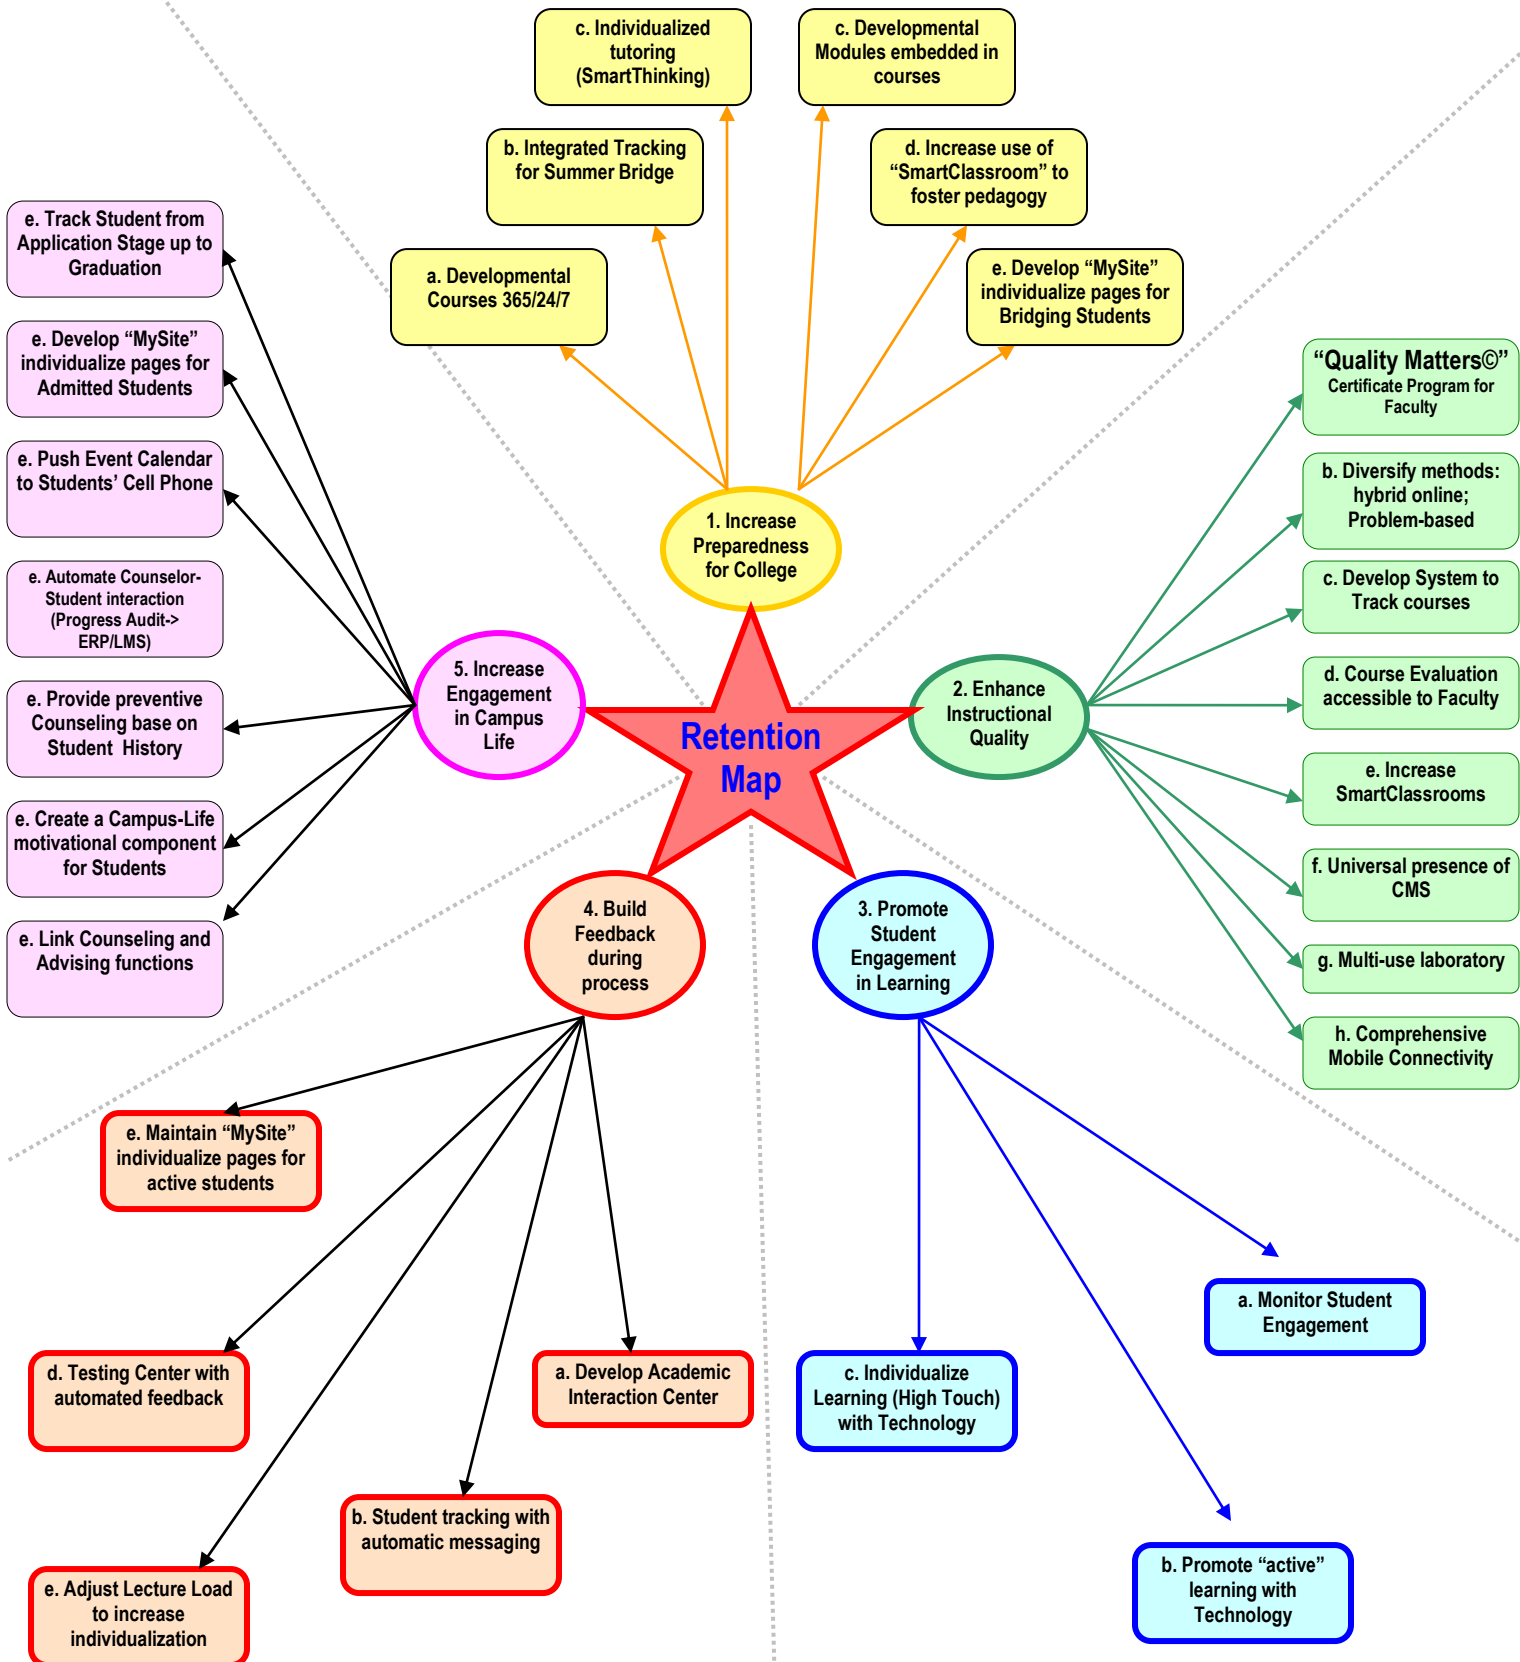 c. Individualized
tutoring
(SmartThinking)
c. Developmental
Modules embedded in
courses
b. Integrated Tracking
for Summer Bridge
d. Increase use of
“SmartClassroom” to
foster pedagogy
a. Developmental
Courses 365/24/7
e. Develop “MySite”
individualize pages for
Bridging Students
1. Increase
Preparedness
for College
e. Track Student from
Application Stage up to
Graduation
e. Develop “MySite”
individualize pages for
Admitted Students
e. Push Event Calendar
to Students’ Cell Phone
e. Automate Counselor-
Student interaction
(Progress Audit->
ERP/LMS)
e. Provide preventive
Counseling base on
Student  History
e. Create a Campus-Life
motivational component
for Students
e. Link Counseling and
Advising functions
5. Increase
Engagement
in Campus
Life
Retention
Map
2. Enhance
Instructional
Quality
“Quality Matters©”
Certificate Program for
Faculty
b. Diversify methods:
hybrid online;
Problem-based
c. Develop System to
Track courses
d. Course Evaluation
accessible to Faculty
e. Increase
SmartClassrooms
f. Universal presence of
CMS
g. Multi-use laboratory
h. Comprehensive
Mobile Connectivity
4. Build
Feedback
during
process
3. Promote
Student
Engagement
in Learning
e. Maintain “MySite”
individualize pages for
active students
d. Testing Center with
automated feedback
a. Develop Academic
Interaction Center
b. Student tracking with
automatic messaging
e. Adjust Lecture Load
to increase
individualization
a. Monitor Student
Engagement
c. Individualize
Learning (High Touch)
with Technology
b. Promote “active”
learning with
Technology